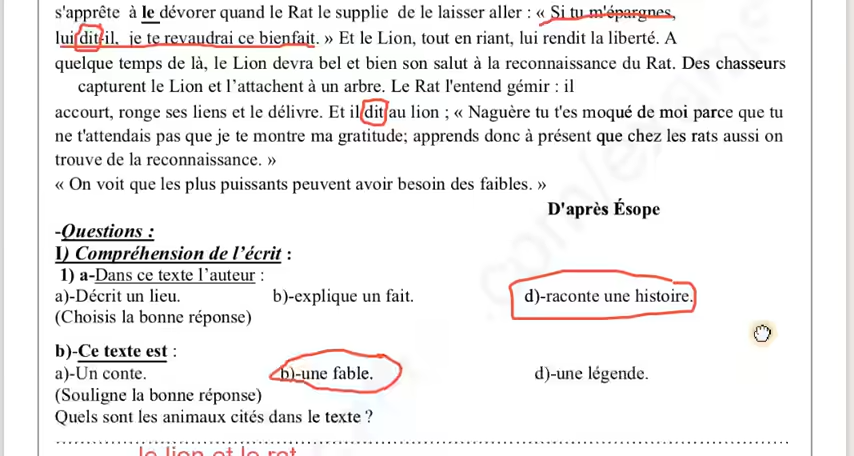 s'apprête à le dévorer quand le Rat le supplie de le laisser aller : « Si tu m'épargnes,
lui dit-il, je te revaudrai ce bienfait. » Et le Lion, tout en riant, lui rendit la liberté. A
quelque temps de là, le Lion devra bel et bien son salut à la reconnaissance du Rat. Des chasseurs
capturent le Lion et l'attachent à un arbre. Le Rat l'entend gémir : il
accourt, ronge ses liens et le délivre. Et il dit au lion ; « Naguère tu t'es moqué de moi parce que tu
ne t'attendais pas que je te montre ma gratitude; apprends donc à présent que chez les rats aussi on
trouve de la reconnaissance. »
« On voit que les plus puissants peuvent avoir besoin des faibles. »
D'après Ésope
-Questions :
I) Compréhension de l'écrit :
1) a-Dans ce texte l'auteur :
a)-Décrit un lieu. b)-explique un fait. d)-raconte une histoire.
(Choisis la bonne réponse)
b)-Ce texte est :
a)-Un conte. b)-une fable. d)-une légende.
(Souligne la bonne réponse)
Quels sont les animaux cités dans le texte ?
le lion et le rat